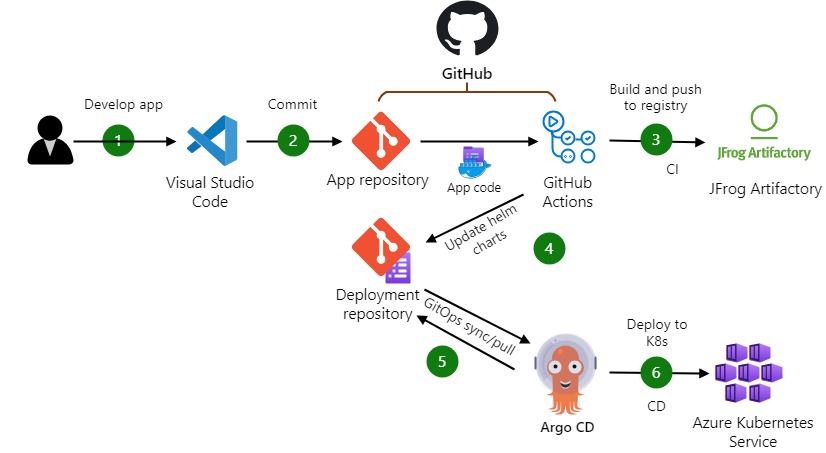 GitHub
Develop app
1
Visual Studio
Code
Commit
2
App repository
App code
GitHub
Actions
Build and push
to registry
3
CI
JFrog Artifactory
JFrog Artifactory
Update helm
charts
4
Deployment
repository
GitOps sync/pull
5
Argo CD
Deploy to
K8s
6
CD
Azure Kubernetes
Service